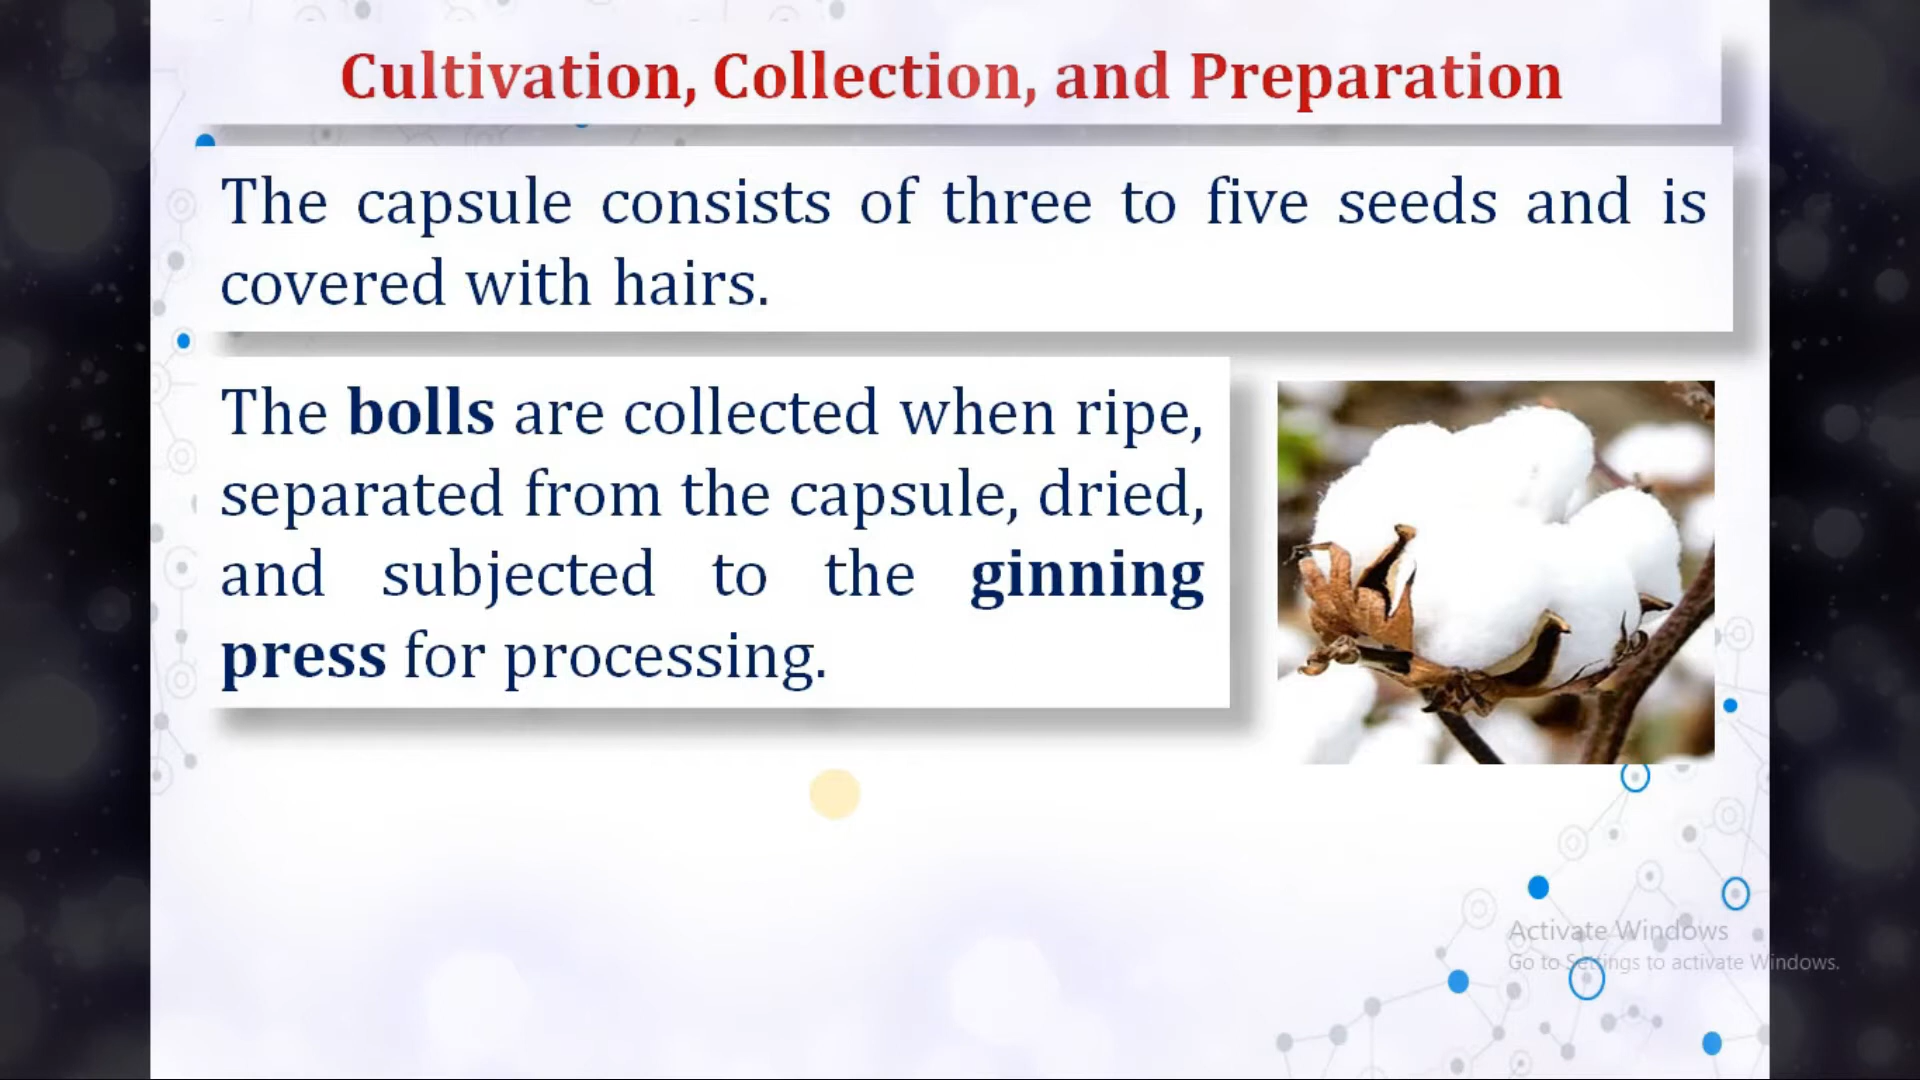 Cultivation, Collection, and Preparation
The capsule consists of three to five seeds and is
covered with hairs.
The bolls are collected when ripe,
separated from the capsule, dried,
and subjected to the ginning
press for processing.
Activate Windows
Go to Settings to activate Windows.